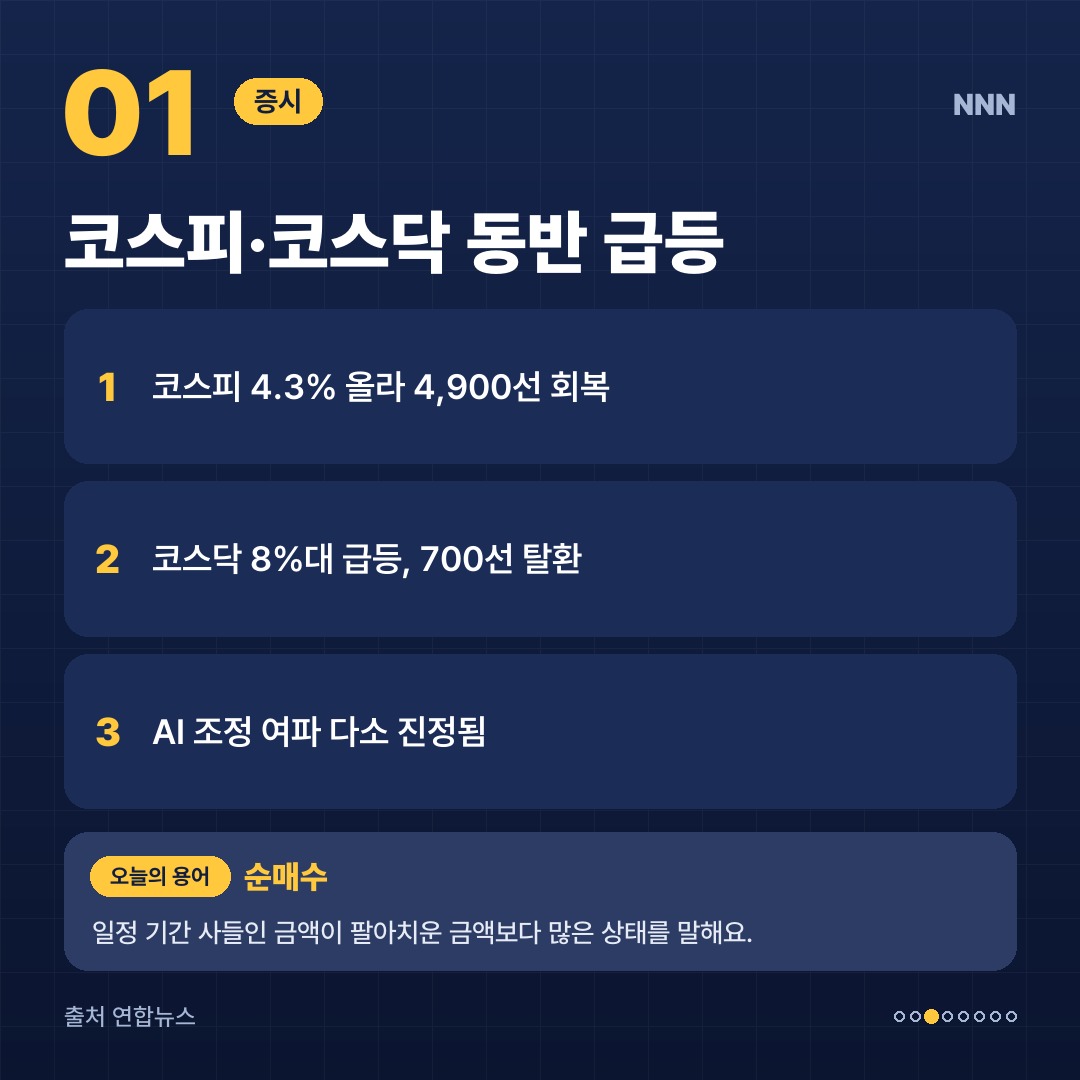 01 증시 NNN
코스피·코스닥 동반 급등
1 코스피 4.3% 올라 4,900선 회복
2 코스닥 8%대 급등, 700선 탈환
3 AI 조정 여파 다소 진정됨
오늘의 용어 순매수
일정 기간 사들인 금액이 팔아치운 금액보다 많은 상태를 말해요.
출처 연합뉴스